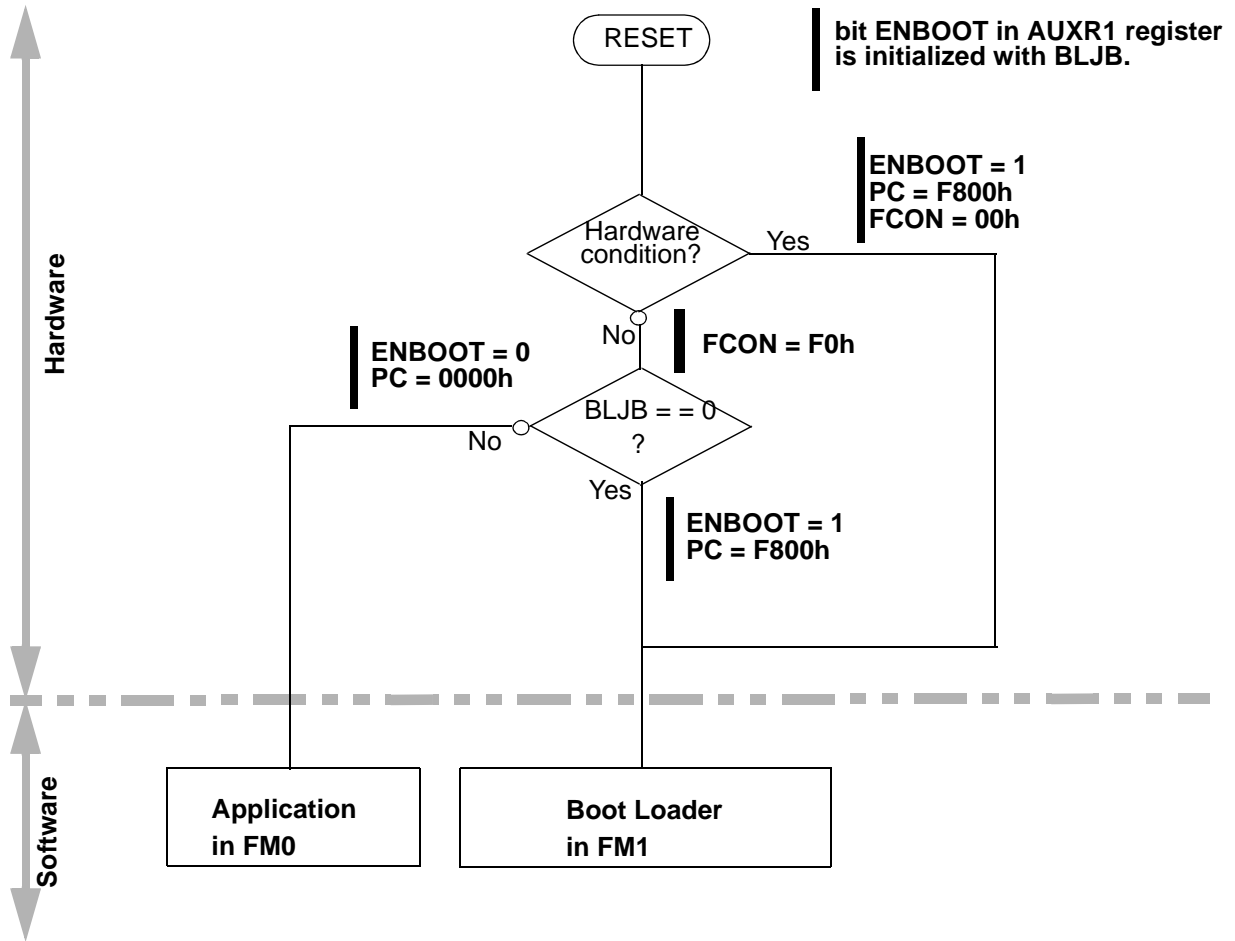 RESET
bit ENBOOT in AUXR1 register
is initialized with BLJB.
Hardware
condition?
Yes
ENBOOT = 1
PC = F800h
FCON = 00h
No
FCON = F0h
Hardware
ENBOOT = 0
PC = 0000h
BLJB = = 0
?
No
Yes
ENBOOT = 1
PC = F800h
Software
Application
in FM0
Boot Loader
in FM1